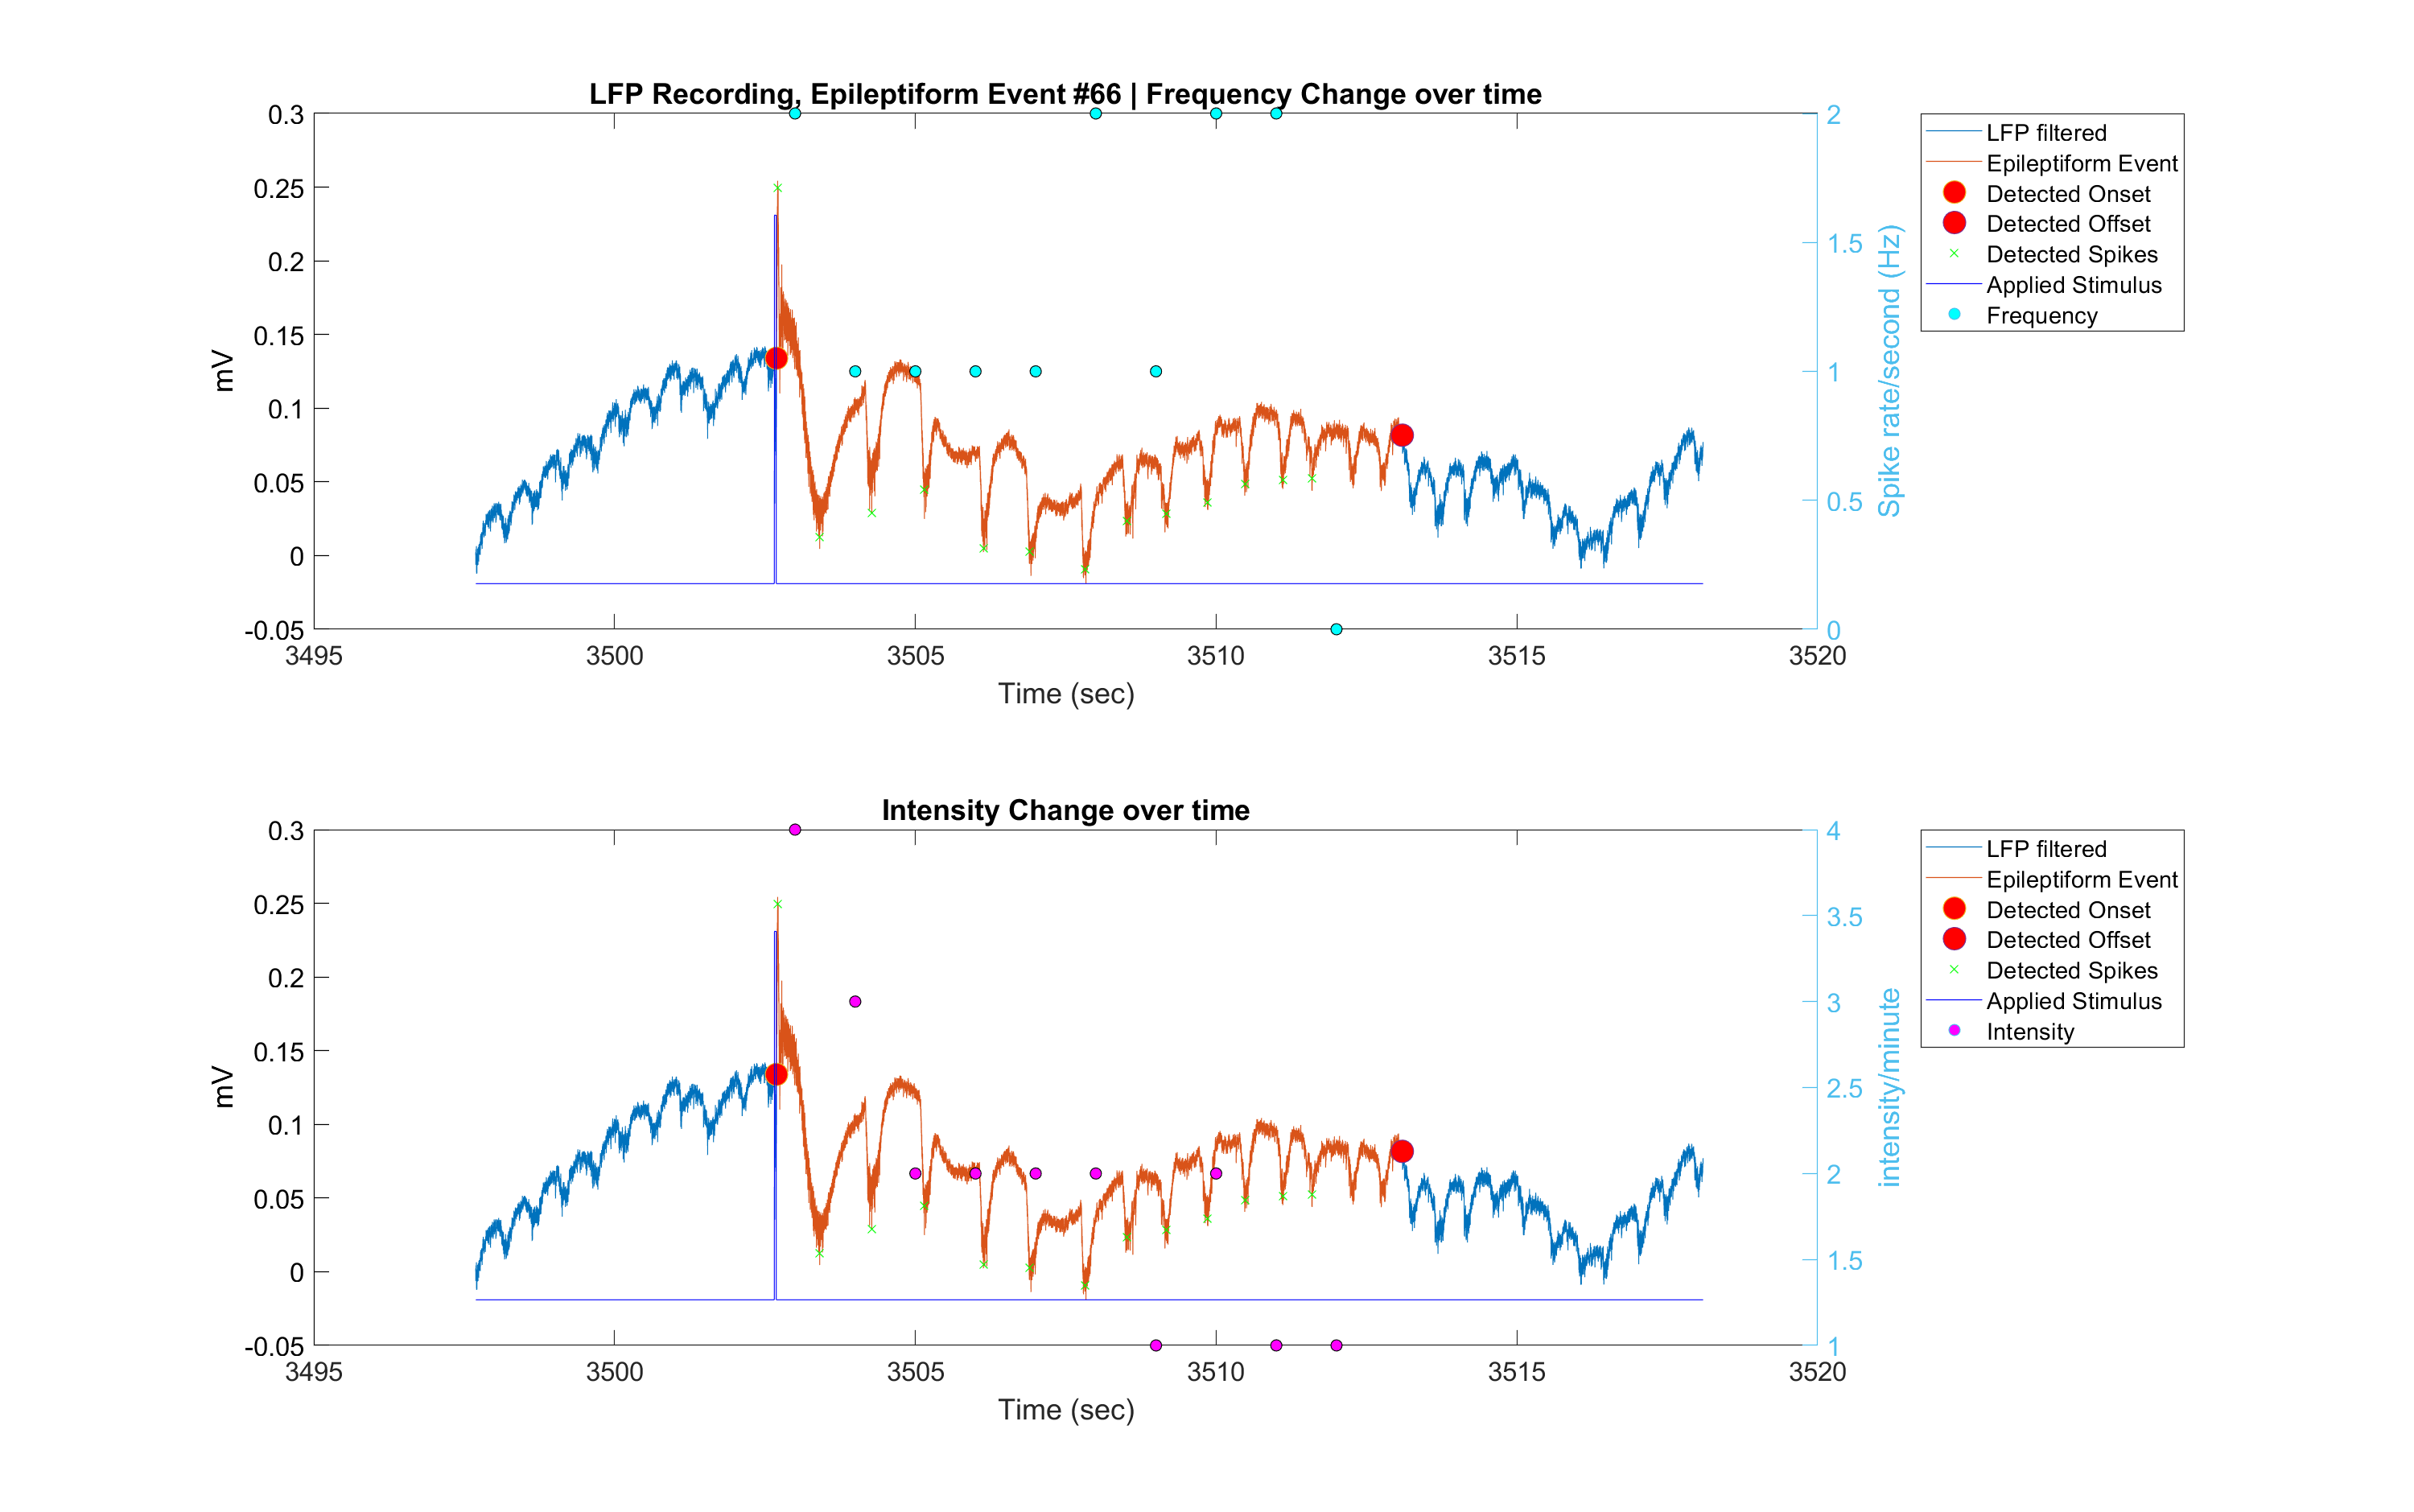 LFP Recording, Epileptiform Event #66 | Frequency Change over time
0.3
0.25
0.2
0.15
0.1
0.05
0
-0.05
mV
3495 3500 3505 3510 3515 3520
Time (sec)
2
1.5
1
0.5
0
Spike rate/second (Hz)
LFP filtered
Epileptiform Event
Detected Onset
Detected Offset
Detected Spikes
Applied Stimulus
Frequency
Intensity Change over time
0.3
0.25
0.2
0.15
0.1
0.05
0
-0.05
mV
3495 3500 3505 3510 3515 3520
Time (sec)
4
3.5
3
2.5
2
1.5
1
intensity/minute
LFP filtered
Epileptiform Event
Detected Onset
Detected Offset
Detected Spikes
Applied Stimulus
Intensity